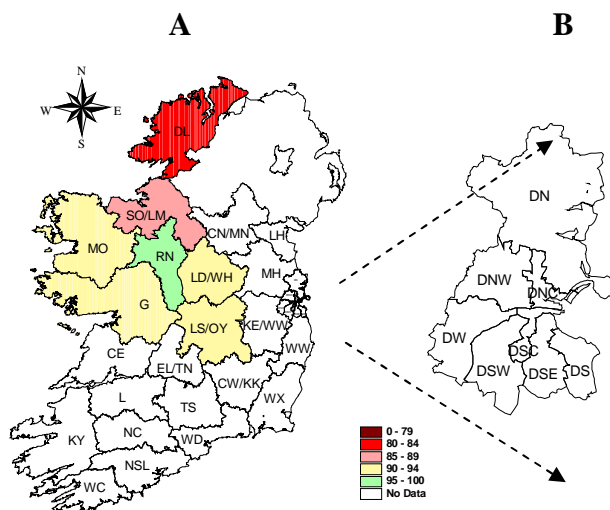 A B
N
W E
S
DL
SO/LM
CN/MN
LH
MO
RN
LD/WH
MH
G
LS/OY
KE/WW
CE
EL/TN
WW
L
CW/KK
TS
WX
KY
NC
WD
NSL
WC
0 - 79
80 - 84
85 - 89
90 - 94
95 - 100
No Data
DN
DNW
DNC
DW
DSC
DSW
DSE
DS